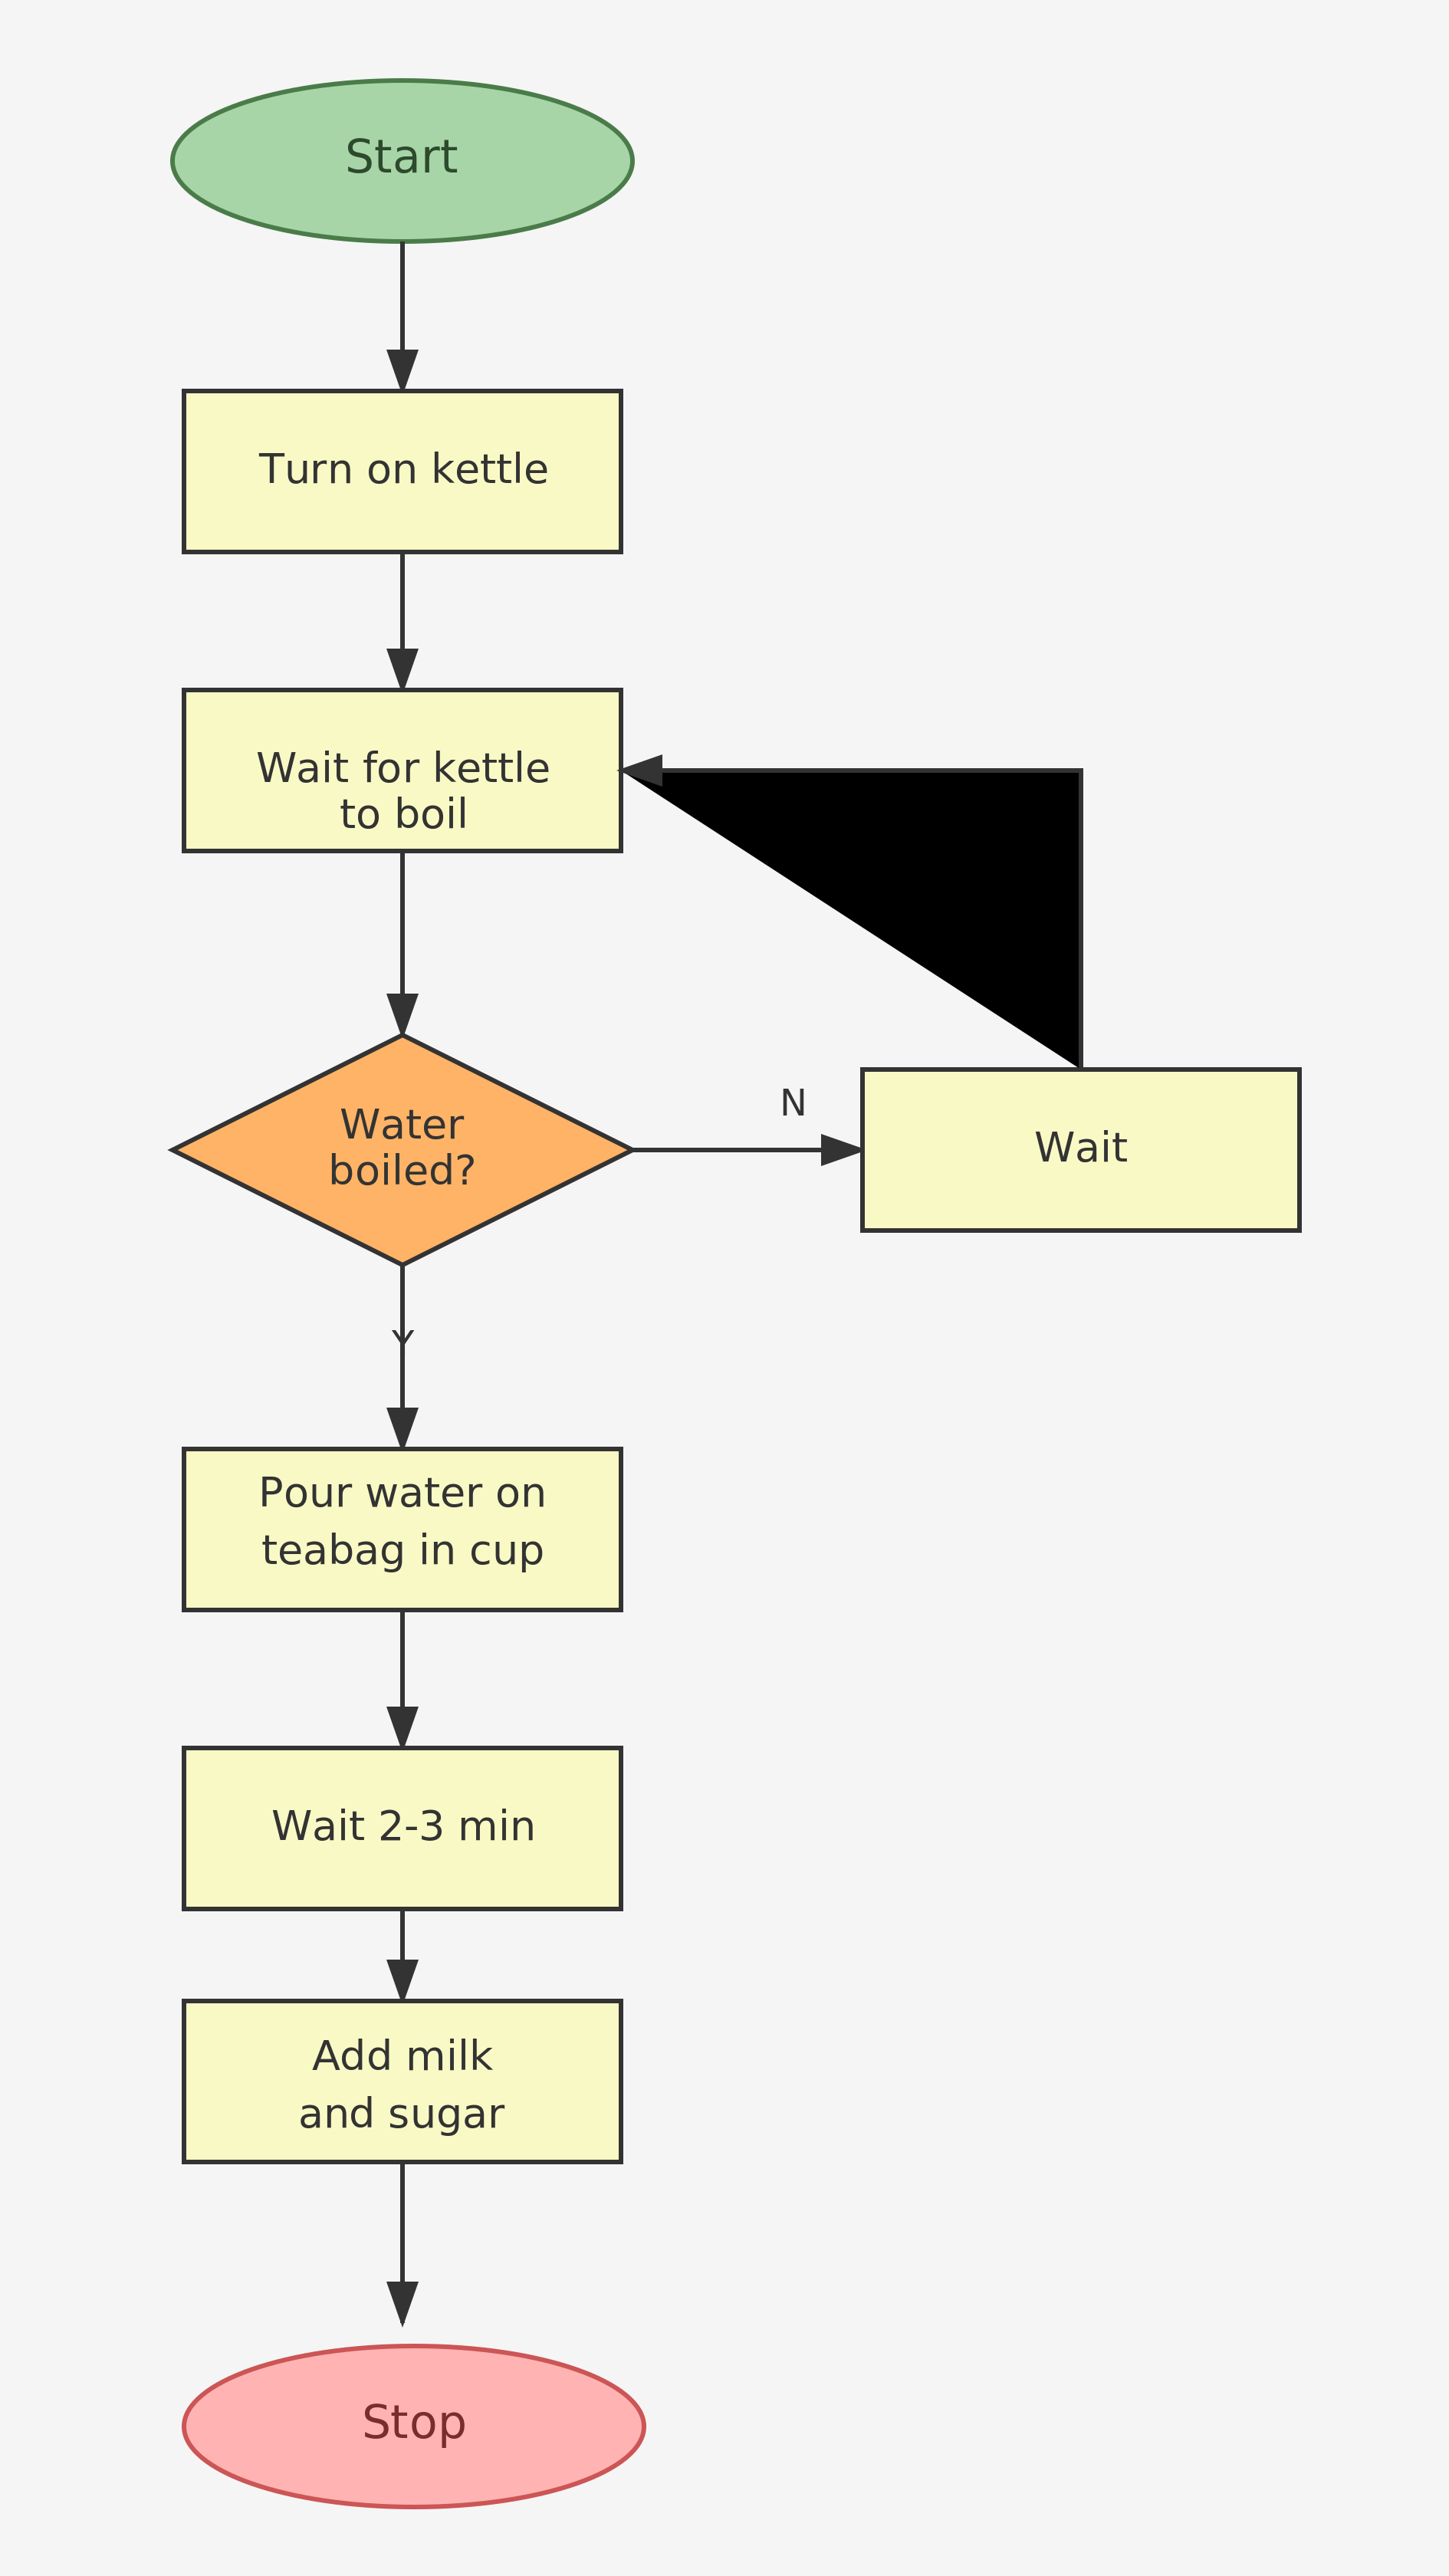 Start
Turn on kettle
Wait for kettle
to boil
Water
boiled?
N
Wait
Y
Pour water on
teabag in cup
Wait 2-3 min
Add milk
and sugar
Stop